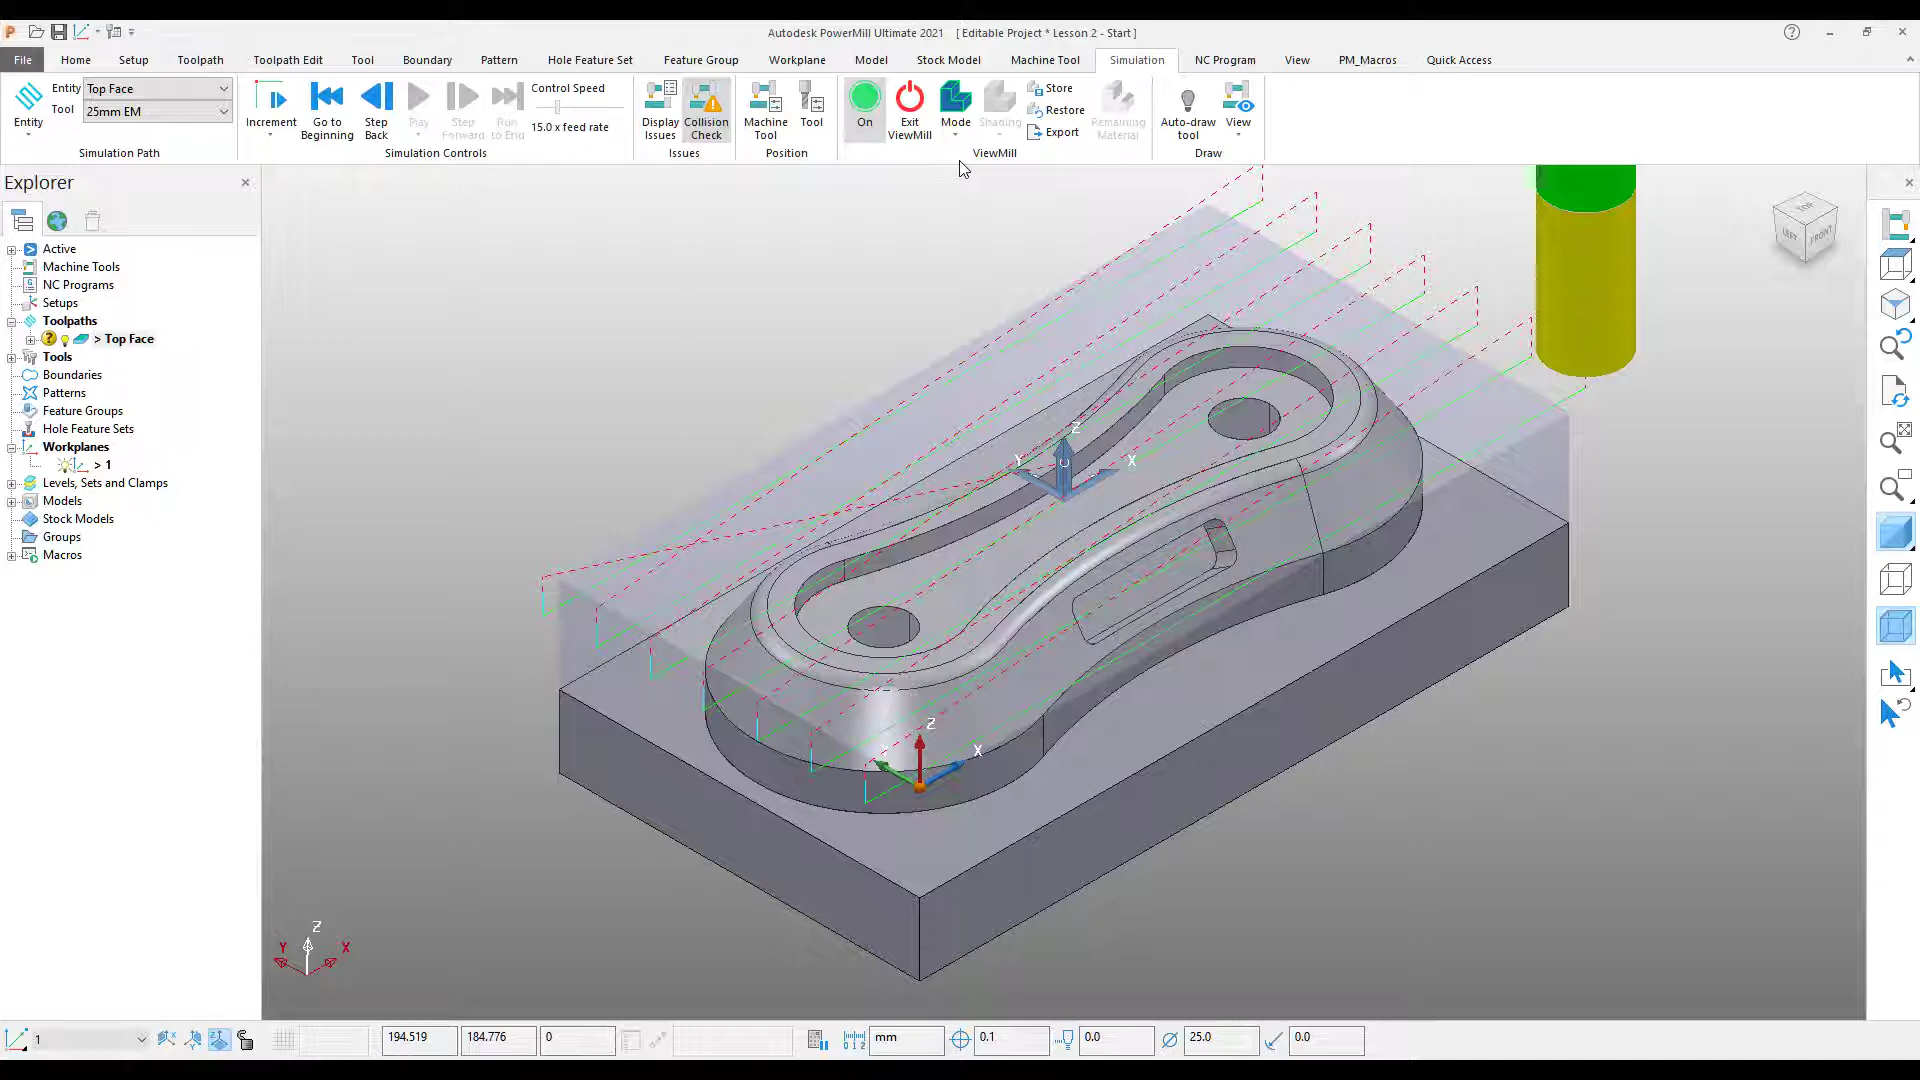 Autodesk PowerMill Ultimate 2021 [ Editable Project * Lesson 2 - Start ]
File Home Setup Toolpath Toolpath Edit Tool Boundary Pattern Hole Feature Set Feature Group Workplane Model Stock Model Machine Tool Simulation NC Program View PM_Macros Quick Access
Entity
Entity Top Face
Tool 25mm EM
Simulation Path
Increment
Go to Beginning
Step Back
Play
Step Forward
Run to End
Control Speed
15.0 x feed rate
Simulation Controls
Display Issues
Collision Check
Issues
Machine Tool
Tool
Position
On
Exit ViewMill
Mode
Shading
Store
Restore
Export
Remaining Material
ViewMill
Auto-draw tool
View
Draw
Explorer
Active
Machine Tools
NC Programs
Setups
Toolpaths
> Top Face
Tools
Boundaries
Patterns
Feature Groups
Hole Feature Sets
Workplanes
> 1
Levels, Sets and Clamps
Models
Stock Models
Groups
Macros
TOP
LEFT FRONT
Z
Y X
Z
X
Z
Y X
1 194.519 184.776 0 mm 0.1 0.0 25.0 0.0